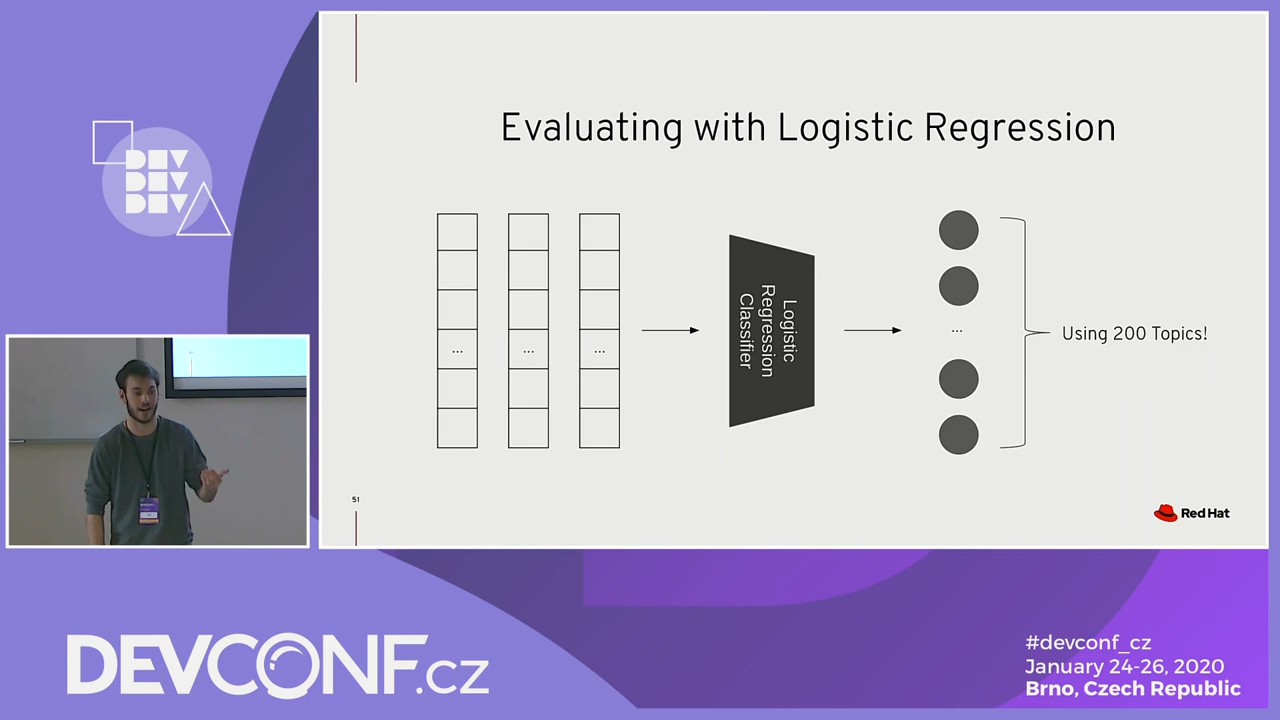 DEV
DEV
DEV
Evaluating with Logistic Regression
...
...
...
Logistic
Regression
Classifier
...
Using 200 Topics!
51
Red Hat
DEVCONF.cz
#devconf_cz
January 24-26, 2020
Brno, Czech Republic